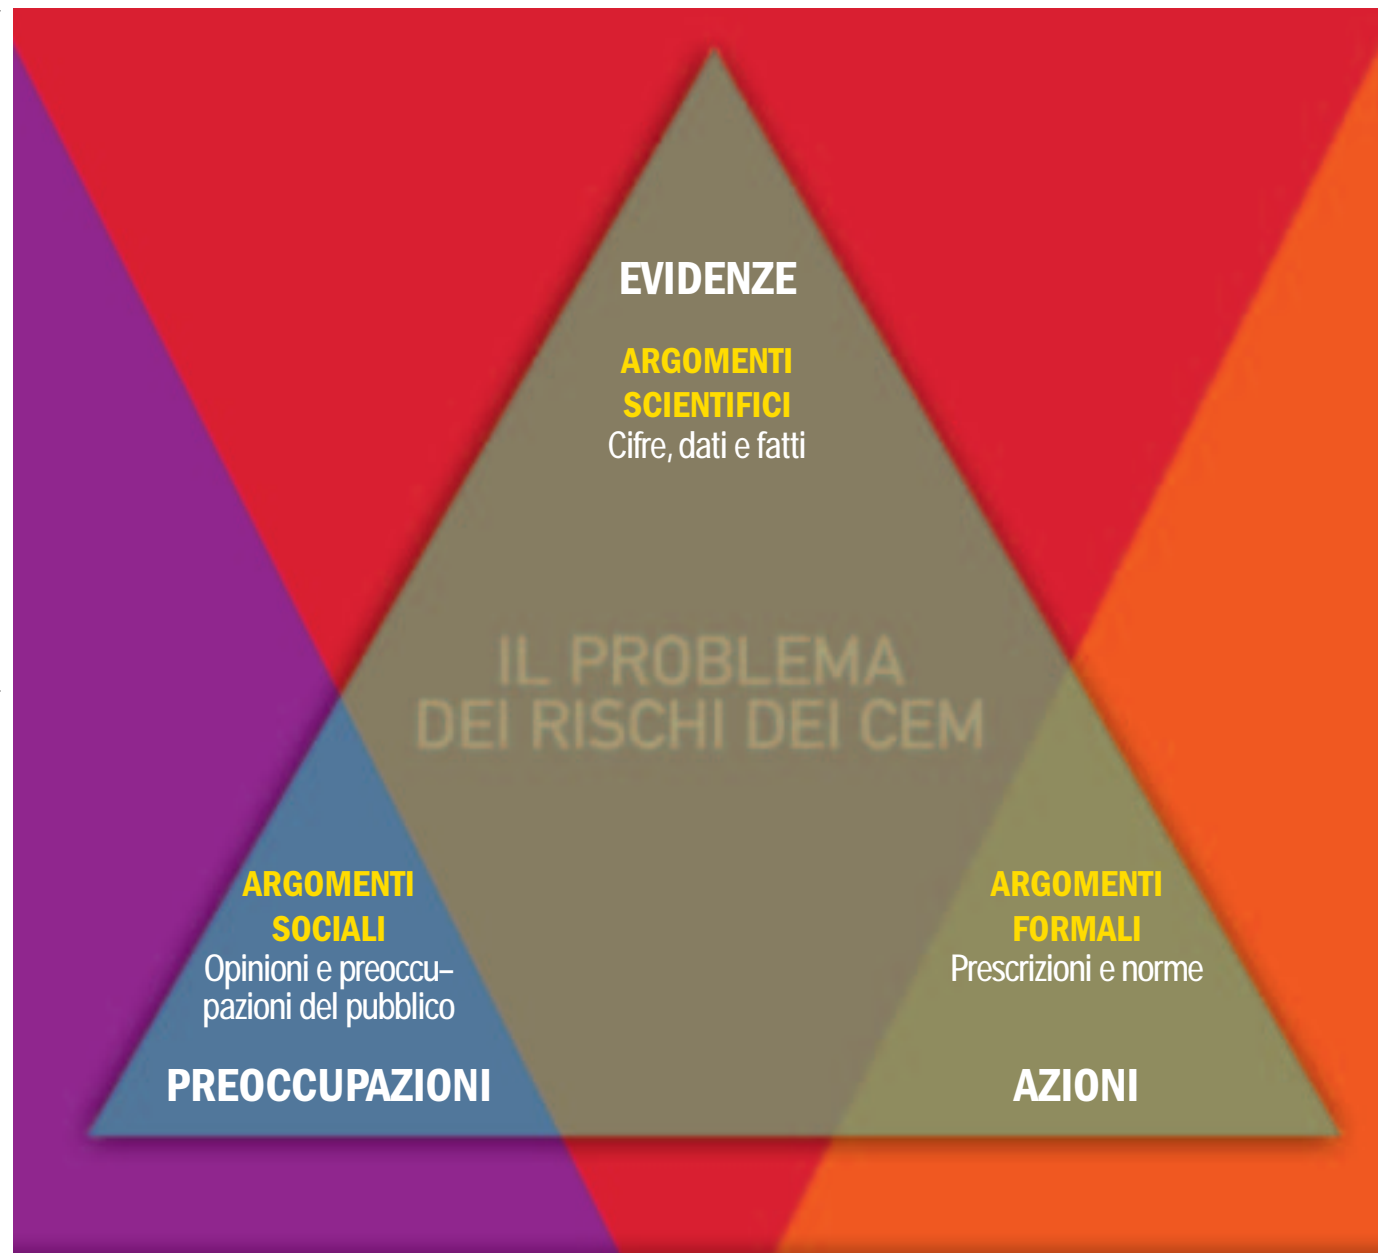 EVIDENZE
ARGOMENTI
SCIENTIFICI
Cifre, dati e fatti
IL PROBLEMA
DEI RISCHI DEI CEM
ARGOMENTI
SOCIALI
Opinioni e preoccu–
pazioni del pubblico
PREOCCUPAZIONI
ARGOMENTI
FORMALI
Prescrizioni e norme
AZIONI